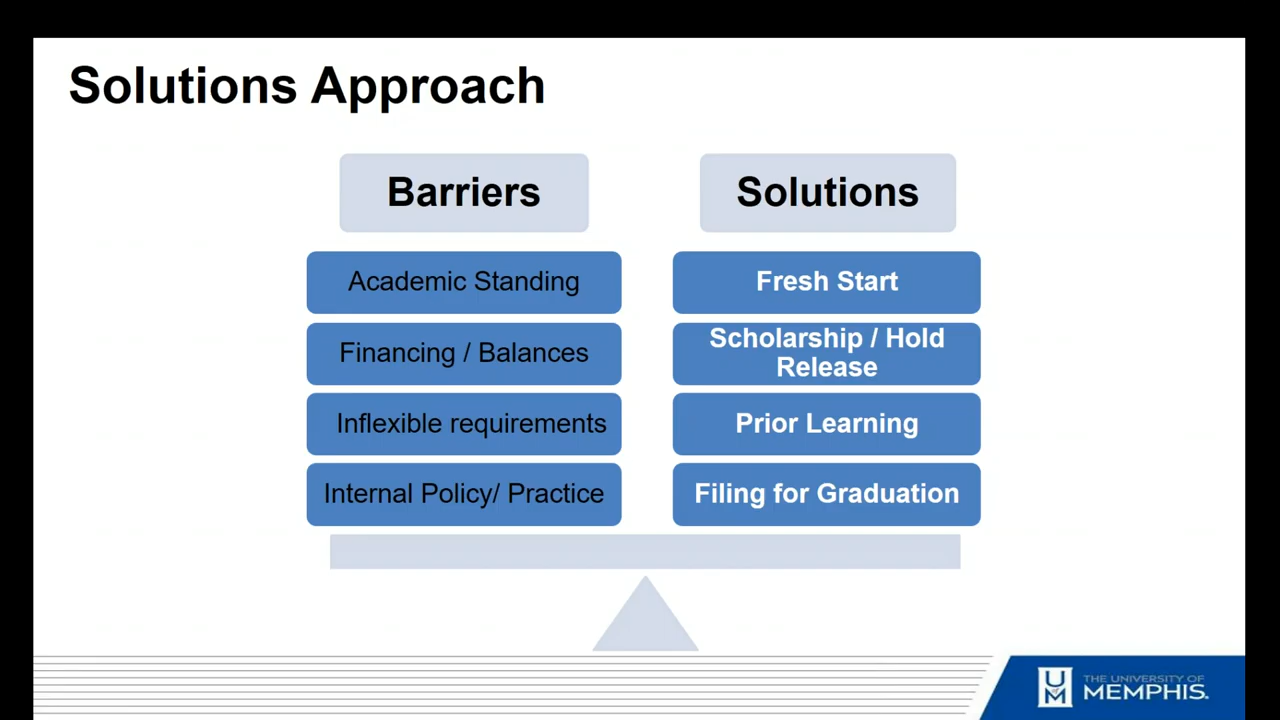 Solutions Approach
Barriers
Solutions
Academic Standing
Fresh Start
Financing / Balances
Scholarship / Hold
Release
Inflexible requirements
Prior Learning
Internal Policy/ Practice
Filing for Graduation
UM
THE UNIVERSITY OF
MEMPHIS.